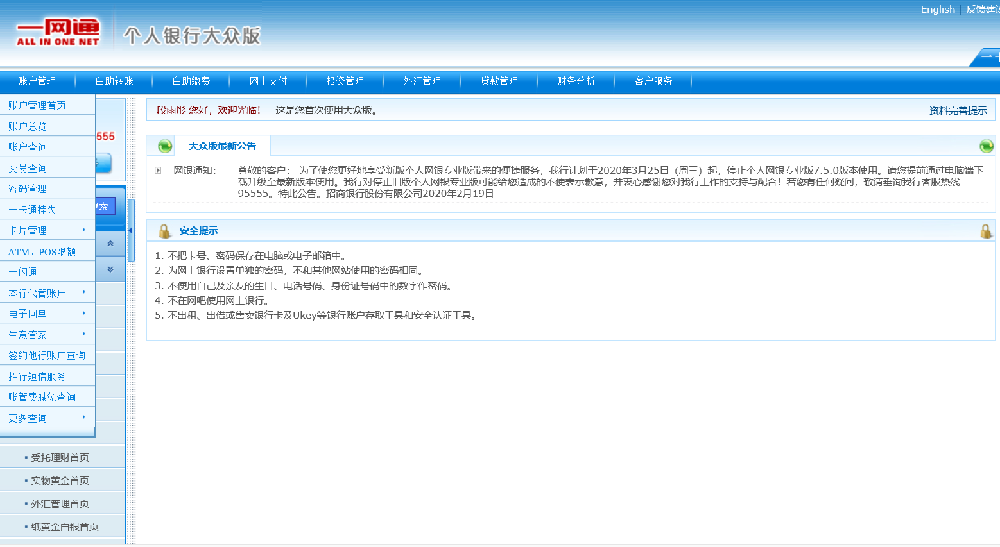 English | 反馈建议
一网通
ALL IN ONE NET
个人银行大众版
账户管理 自助转账 自助缴费 网上支付 投资管理 外汇管理 贷款管理 财务分析 客户服务
账户管理首页
账户总览
账户查询
交易查询
密码管理
一卡通挂失
卡片管理
ATM、POS限额
一闪通
本行代管账户
电子回单
生意管家
签约他行账户查询
招行短信服务
账管费减免查询
更多查询
555
索
受托理财首页
实物黄金首页
外汇管理首页
纸黄金白银首页
段雨彤 您好，欢迎光临！ 这是您首次使用大众版。
资料完善提示
大众版最新公告
网银通知： 尊敬的客户： 为了使您更好地享受新版个人网银专业版带来的便捷服务，我行计划于2020年3月25日（周三）起，停止个人网银专业版7.5.0版本使用。请您提前通过电脑端下
载升级至最新版本使用。我行对停止旧版个人网银专业版可能给您造成的不便表示歉意，并衷心感谢您对我行工作的支持与配合！若您有任何疑问，敬请垂询我行客服热线
95555。特此公告。招商银行股份有限公司2020年2月19日
安全提示
1. 不把卡号、密码保存在电脑或电子邮箱中。
2. 为网上银行设置单独的密码，不和其他网站使用的密码相同。
3. 不使用自己及亲友的生日、电话号码、身份证号码中的数字作密码。
4. 不在网吧使用网上银行。
5. 不出租、出借或售卖银行卡及Ukey等银行账户存取工具和安全认证工具。